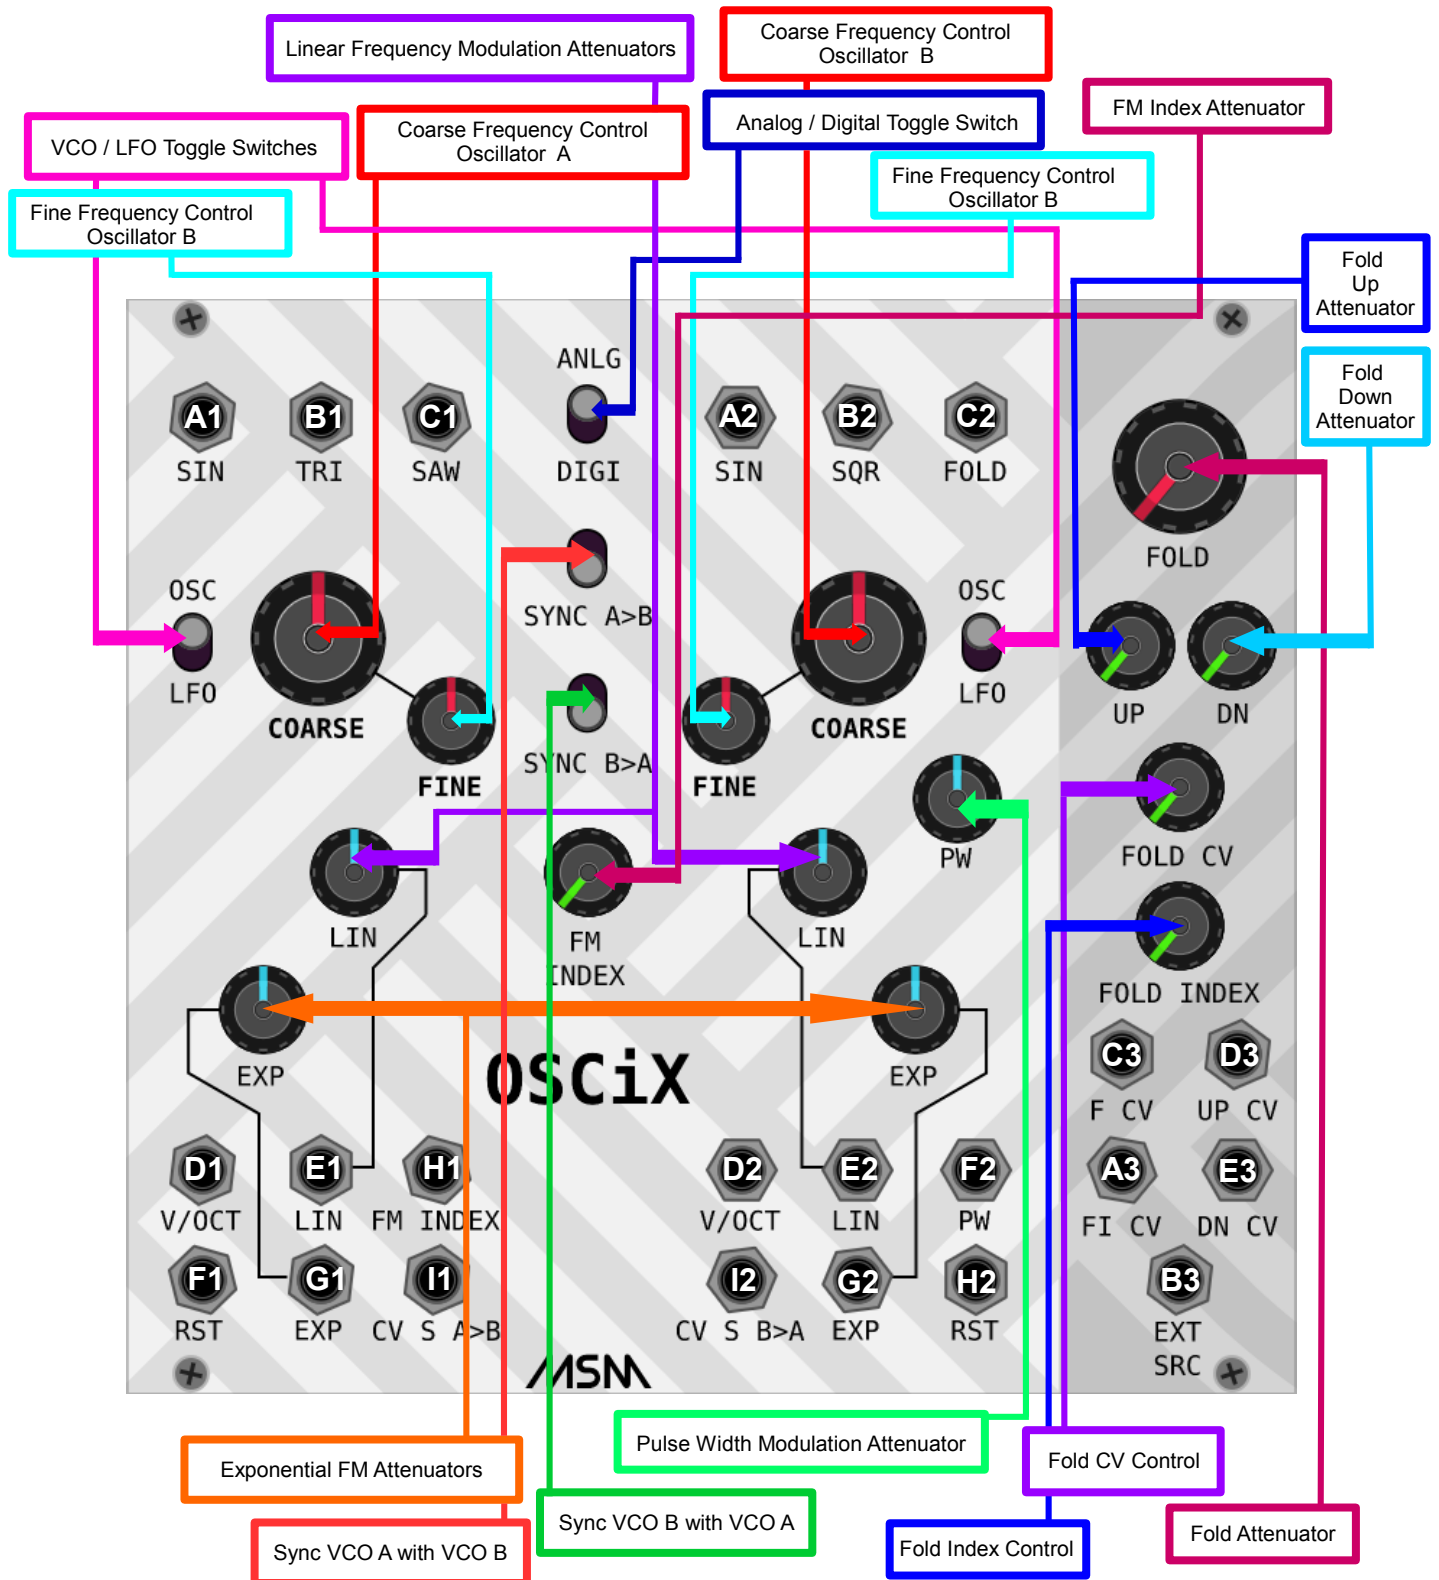 Linear Frequency Modulation Attenuators
Coarse Frequency Control
Oscillator B
VCO / LFO Toggle Switches
Coarse Frequency Control
Oscillator A
Analog / Digital Toggle Switch
FM Index Attenuator
Fine Frequency Control
Oscillator B
Fine Frequency Control
Oscillator B
Fold
Up
Attenuator
Fold
Down
Attenuator
ANLG
DIGI
A1
B1
C1
SIN
TRI
SAW
A2
B2
C2
SIN
SQR
FOLD
FOLD
OSC
LFO
COARSE
FINE
SYNC A>B
SYNC B>A
OSC
LFO
COARSE
FINE
UP
DN
PW
FOLD CV
LIN
FM
INDEX
LIN
FOLD INDEX
EXP
OSCiX
EXP
C3
D3
F CV
UP CV
D1
E1
H1
V/OCT
LIN
FM INDEX
D2
E2
F2
V/OCT
LIN
PW
A3
E3
FI CV
DN CV
F1
G1
I1
RST
EXP
CV S A>B
I2
G2
H2
CV S B>A
EXP
RST
B3
EXT
SRC
MSM
Exponential FM Attenuators
Pulse Width Modulation Attenuator
Fold CV Control
Sync VCO A with VCO B
Sync VCO B with VCO A
Fold Index Control
Fold Attenuator